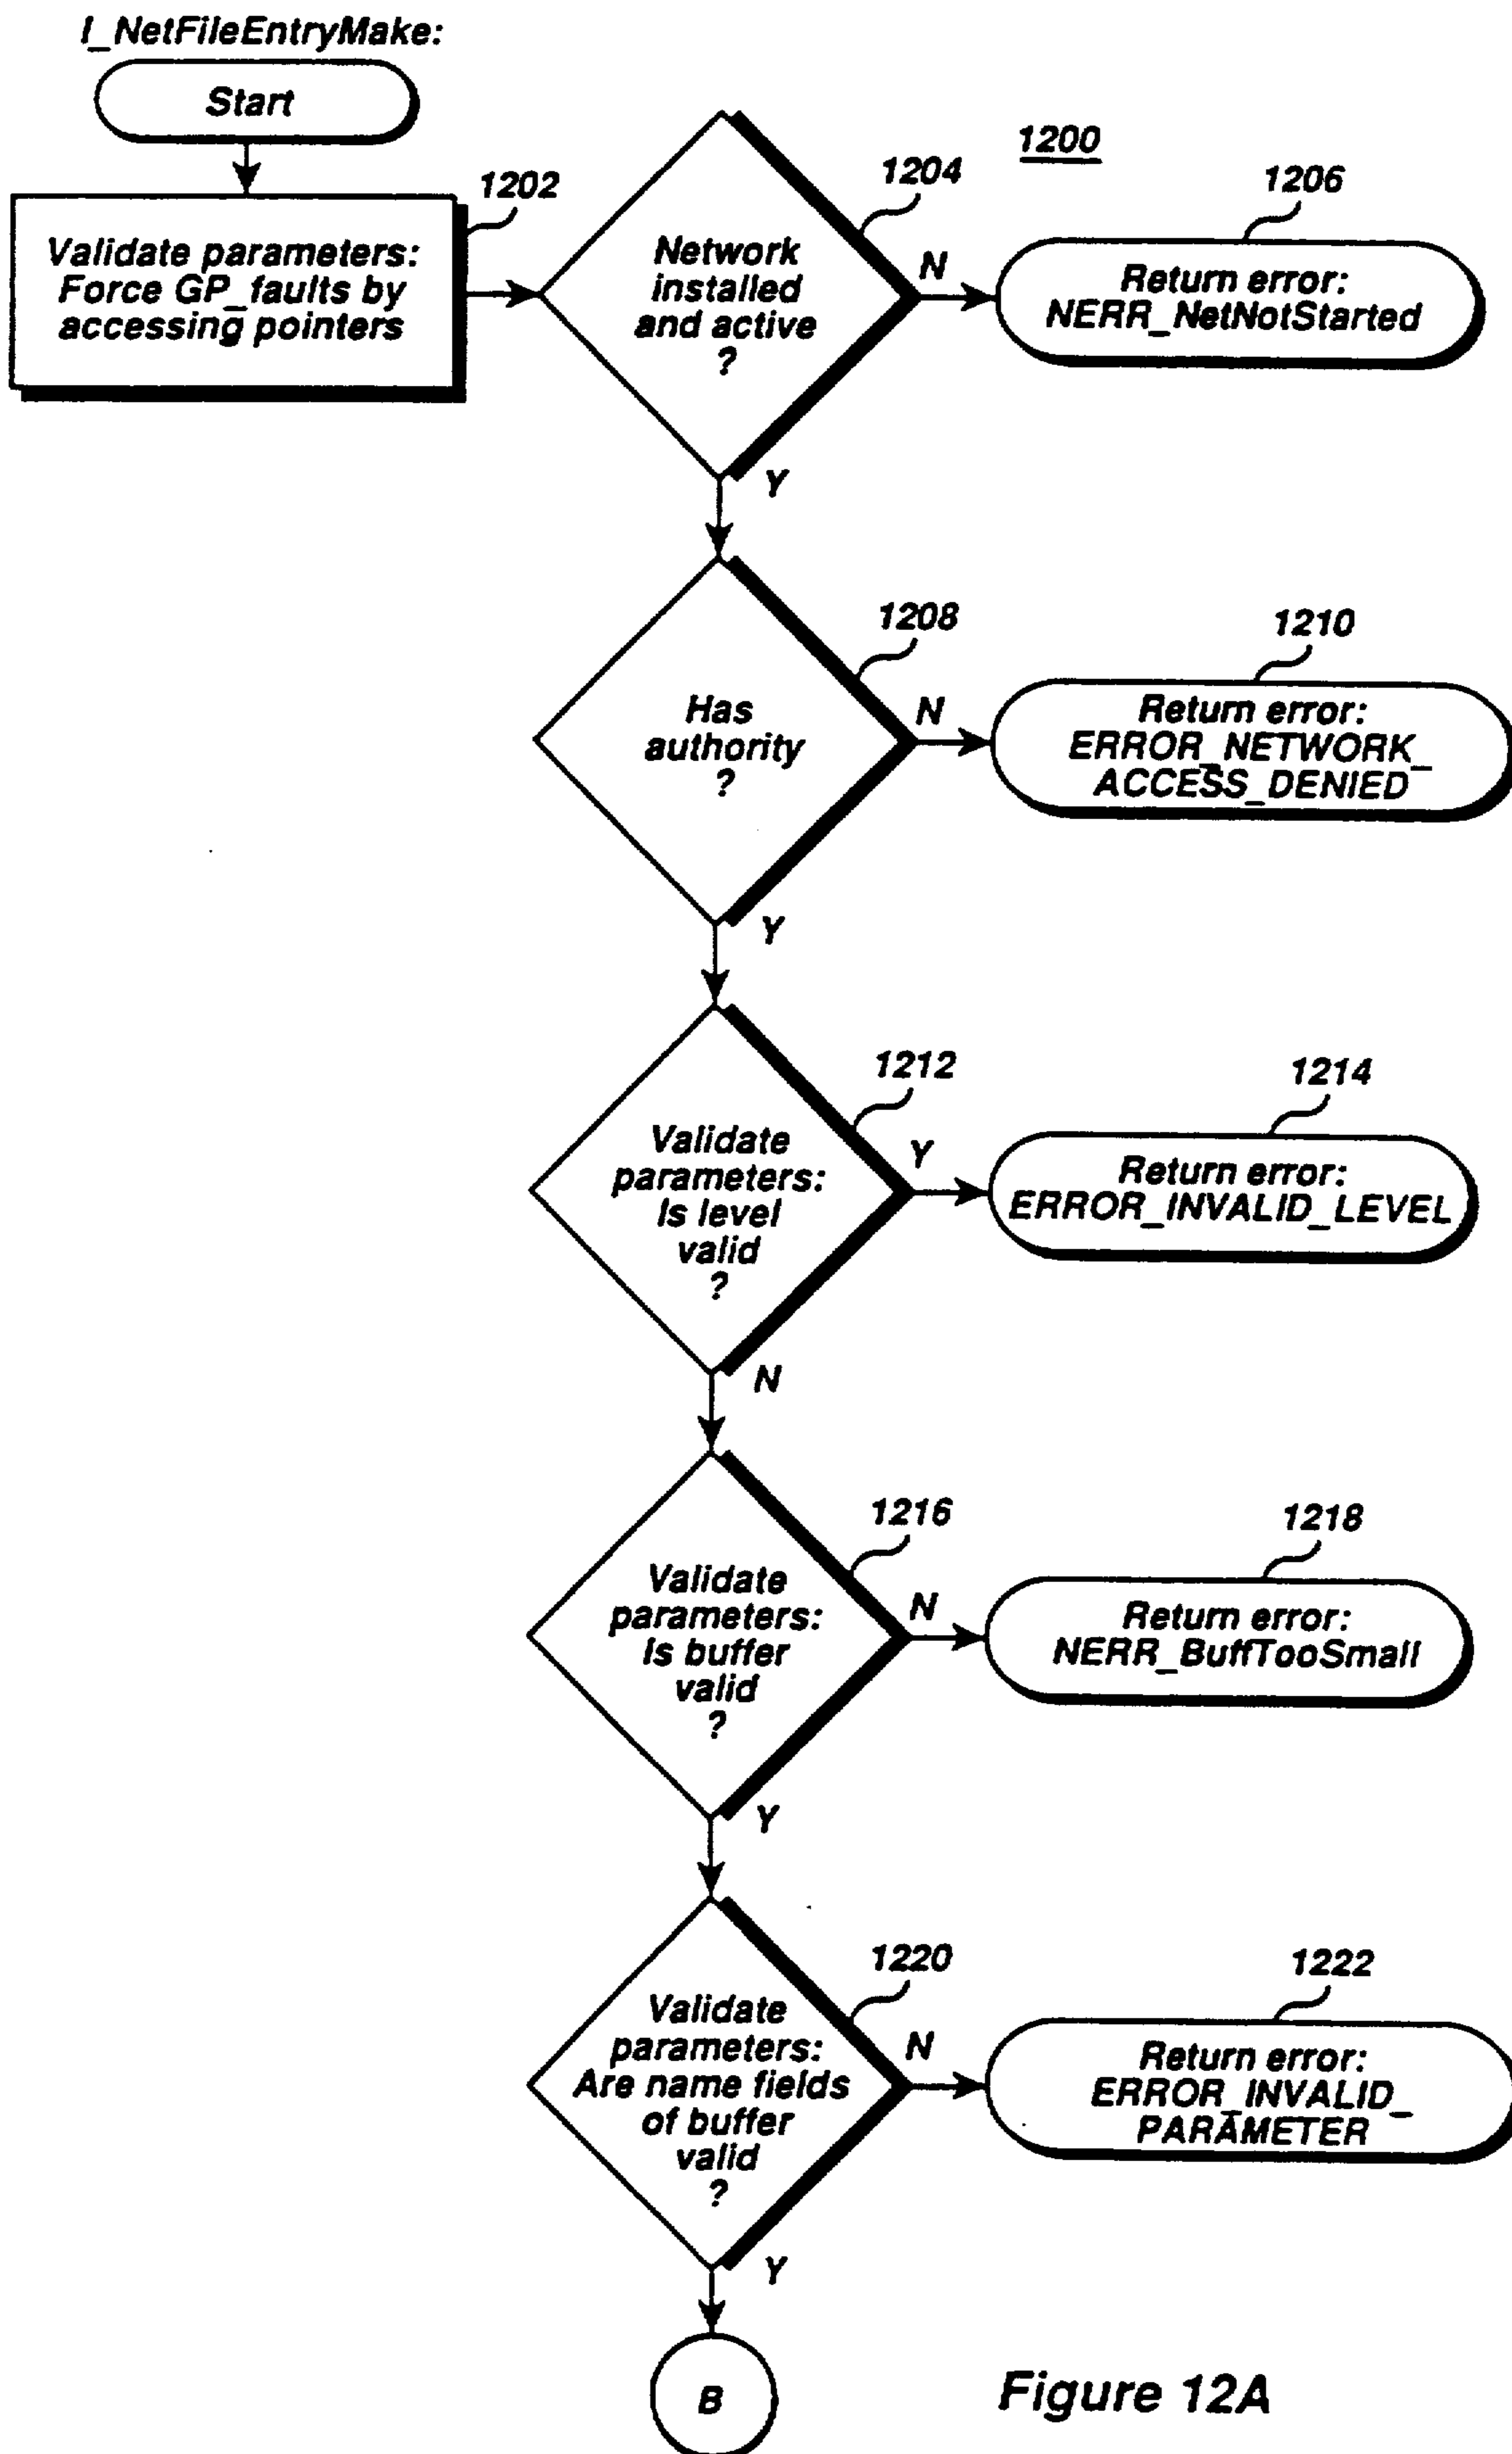 I_NetFileEntryMake:
Start
1200
1202
Validate parameters:
Force GP_faults by
accessing pointers
1204
Network
installed
and active
?
N
Y
1206
Return error:
NERR_NetNotStarted
1208
Has
authority
?
N
Y
1210
Return error:
ERROR_NETWORK_
ACCESS_DENIED
1212
Validate
parameters:
Is level
valid
?
Y
N
1214
Return error:
ERROR_INVALID_LEVEL
1216
Validate
parameters:
Is buffer
valid
?
N
Y
1218
Return error:
NERR_BuffTooSmall
1220
Validate
parameters:
Are name fields
of buffer
valid
?
N
Y
1222
Return error:
ERROR_INVALID_
PARAMETER
B
Figure 12A